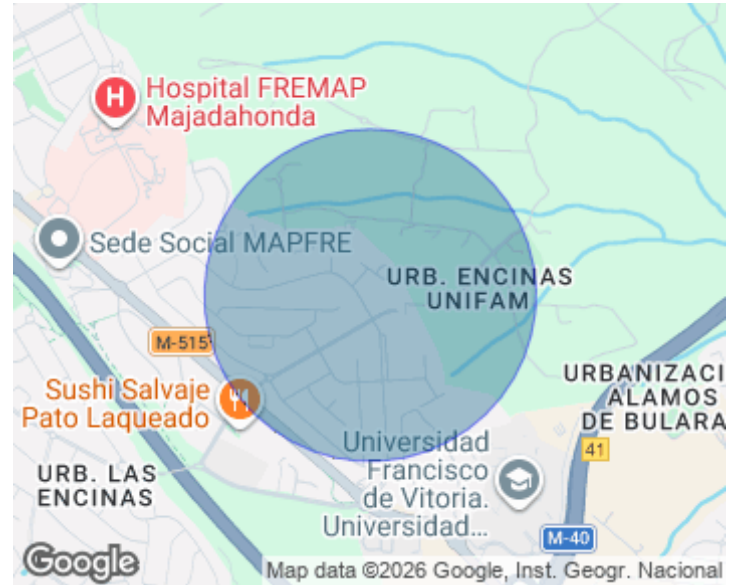 H
Hospital FREMAP
Majadahonda
Sede Social MAPFRE
URB. ENCINAS
UNIFAM
M-515
Sushi Salvaje
Pato Laqueado
URBANIZACI
ALAMOS
DE BULARA
41
Universidad
Francisco
de Vitoria.
Universidad...
URB. LAS
ENCINAS
M-40
Google
Map data ©2026 Google, Inst. Geogr. Nacional